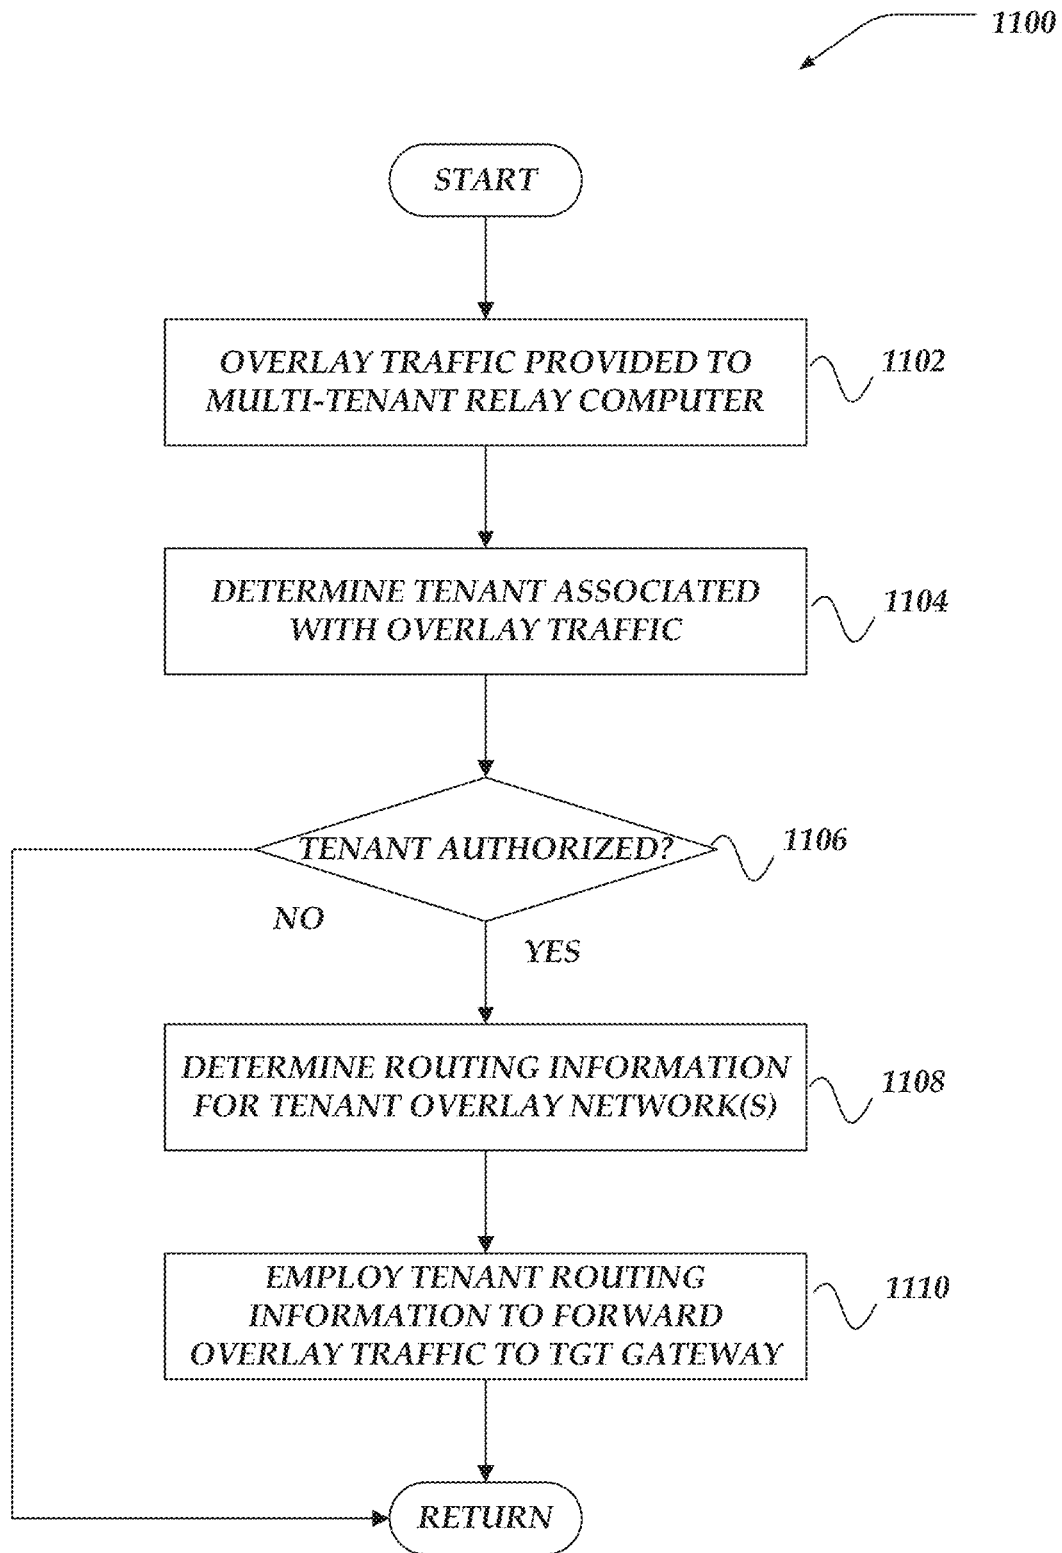 1100
START
OVERLAY TRAFFIC PROVIDED TO
MULTI-TENANT RELAY COMPUTER
1102
DETERMINE TENANT ASSOCIATED
WITH OVERLAY TRAFFIC
1104
TENANT AUTHORIZED?
1106
NO
YES
DETERMINE ROUTING INFORMATION
FOR TENANT OVERLAY NETWORK(S)
1108
EMPLOY TENANT ROUTING
INFORMATION TO FORWARD
OVERLAY TRAFFIC TO TGT GATEWAY
1110
RETURN